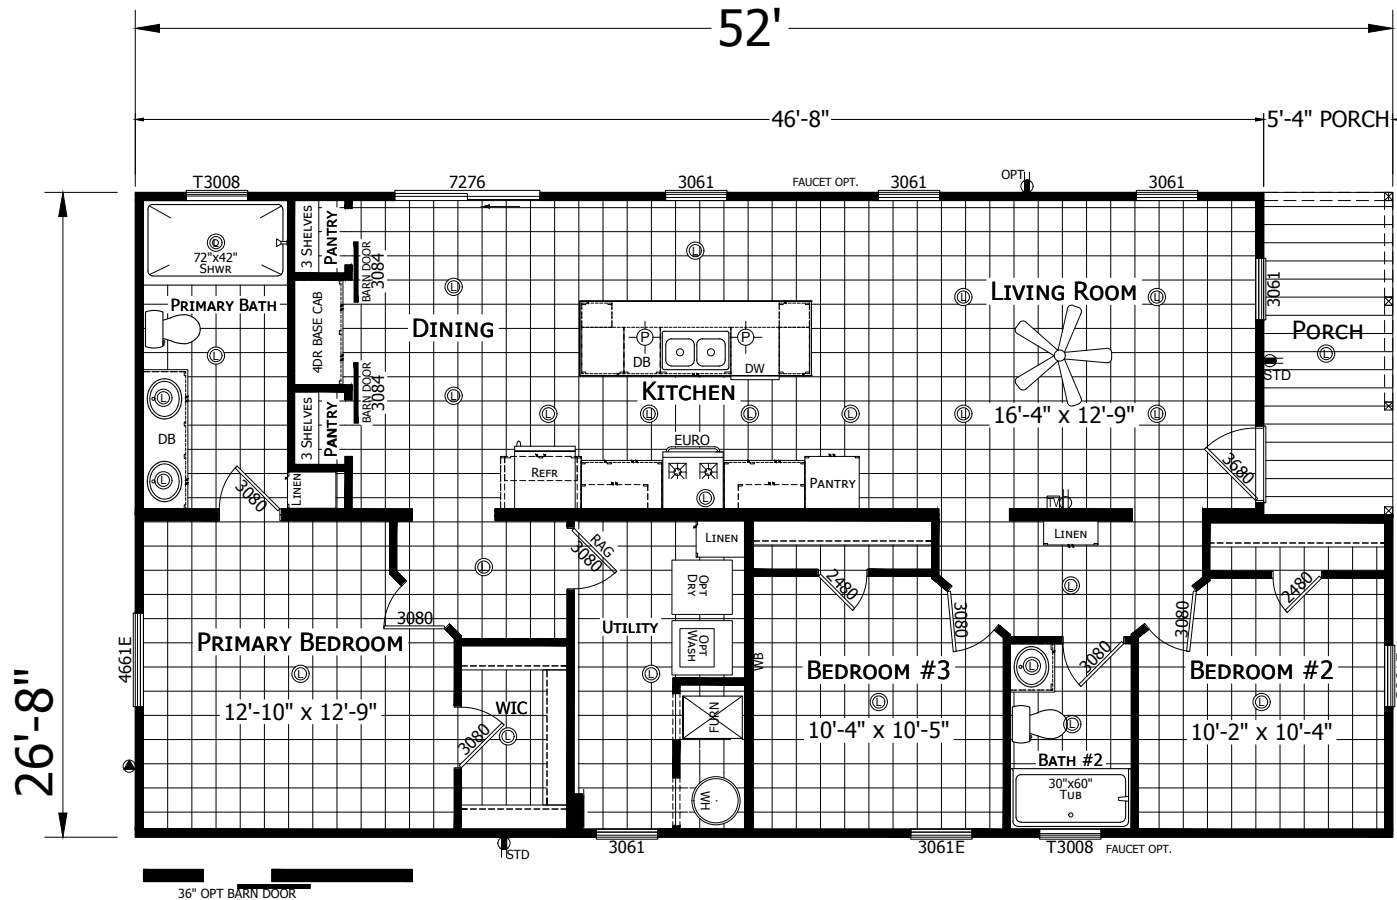 52'
46'-8"
5'-4" PORCH
T3008
7276
3061
FAUCET OPT.
3061
OPT
3061
72"x42"
SHWR
3 SHELVES
PANTRY
BARN DOOR
3084
L
PRIMARY BATH
4DR BASE CAB
DINING
LIVING ROOM
3061
PORCH
L
STD
P
P
DB
DW
KITCHEN
16'-4" x 12'-9"
BARN DOOR
3084
3 SHELVES
PANTRY
DB
L
L
EURO
REFR
PANTRY
3680
LINEN
3080
TV
26'-8"
RAG
3080
LINEN
LINEN
OPT
DRY
2480
2480
3080
3080
3080
3080
UTILITY
OPT
WASH
WB
PRIMARY BEDROOM
12'-10" x 12'-9"
4661E
WIC
3080
FURN
WH
BEDROOM #3
10'-4" x 10'-5"
BEDROOM #2
10'-2" x 10'-4"
BATH #2
30"x60"
TUB
STD
3061
3061E
T3008
FAUCET OPT.
36" OPT BARN DOOR